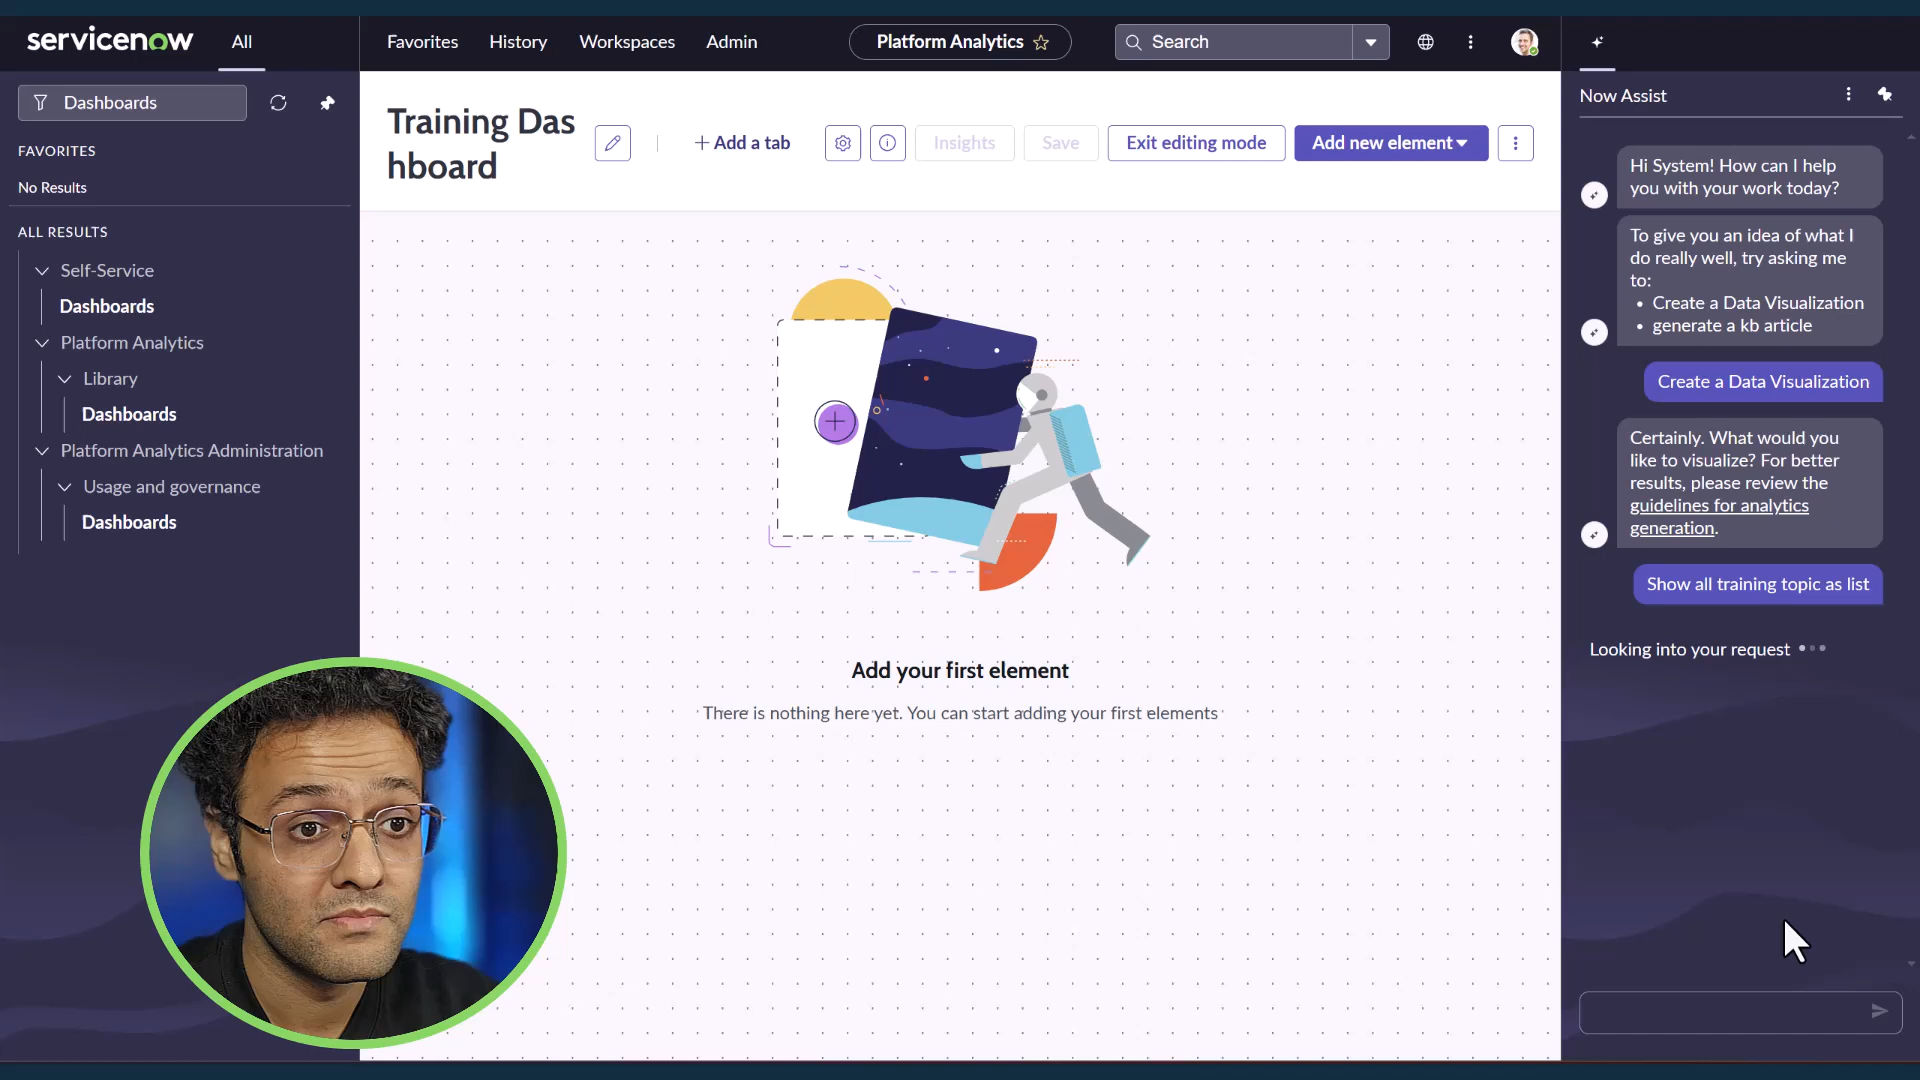 servicenow
All
Favorites
History
Workspaces
Admin
Platform Analytics
Search
Dashboards
FAVORITES
No Results
ALL RESULTS
Self-Service
Dashboards
Platform Analytics
Library
Dashboards
Platform Analytics Administration
Usage and governance
Dashboards
Training Das
hboard
Add a tab
Insights
Save
Exit editing mode
Add new element
Add your first element
There is nothing here yet. You can start adding your first elements
Now Assist
Hi System! How can I help
you with your work today?
To give you an idea of what I
do really well, try asking me
to:
• Create a Data Visualization
• generate a kb article
Create a Data Visualization
Certainly. What would you
like to visualize? For better
results, please review the
guidelines for analytics
generation.
Show all training topic as list
Looking into your request